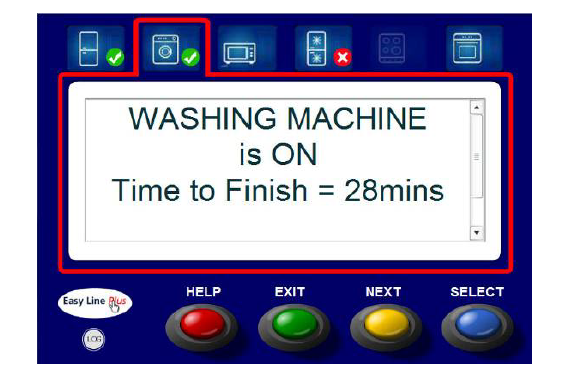 WASHING MACHINE
is ON
Time to Finish = 28mins
HELP EXIT NEXT SELECT
Easy Line Plus
LOG